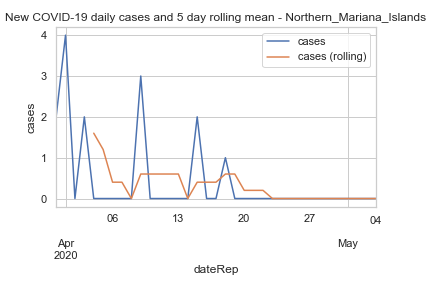 New COVID-19 daily cases and 5 day rolling mean - Northern_Mariana_Islands
cases
cases (rolling)
cases
4
3
2
1
0
06
13
20
27
04
Apr
2020
May
dateRep